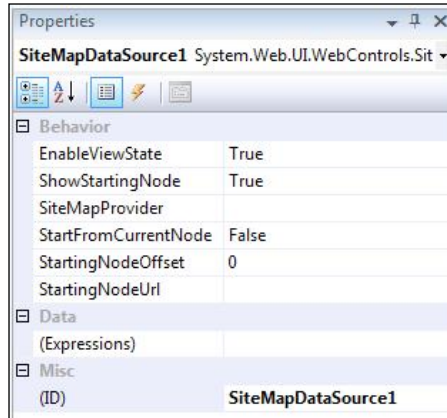 Properties
SiteMapDataSource1 System.Web.UI.WebControls.Sit
Behavior
EnableViewState True
ShowStartingNode True
SiteMapProvider
StartFromCurrentNode False
StartingNodeOffset 0
StartingNodeUrl
Data
(Expressions)
Misc
(ID) SiteMapDataSource1